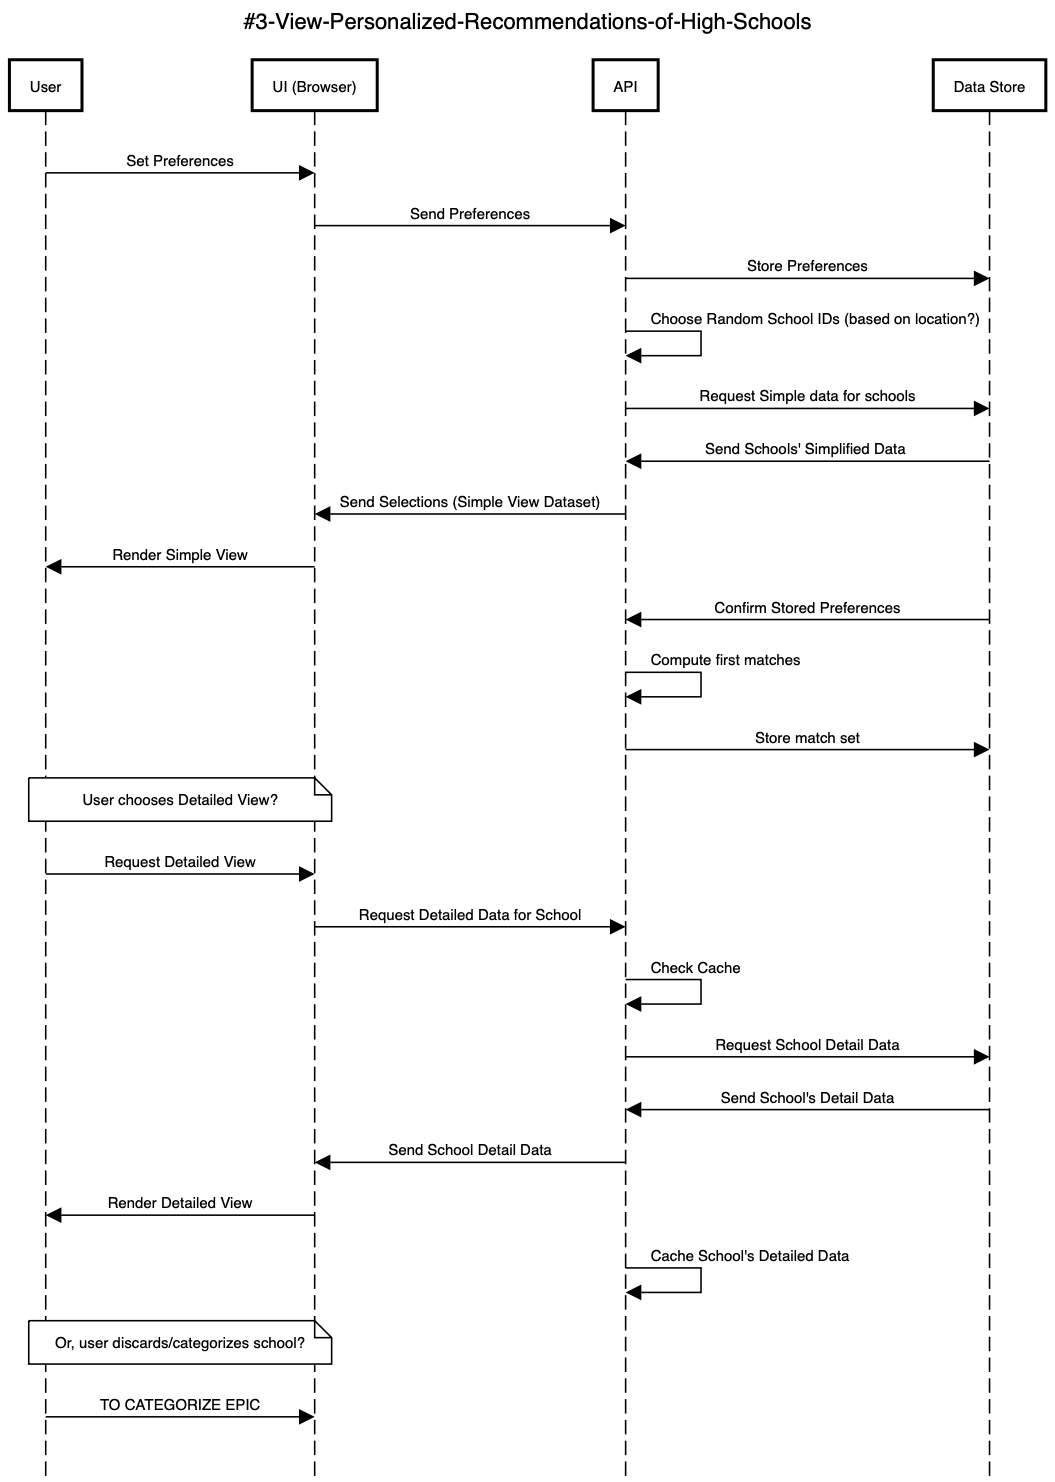 #3-View-Personalized-Recommendations-of-High-Schools
User
UI (Browser)
API
Data Store
Set Preferences
Send Preferences
Store Preferences
Choose Random School IDs (based on location?)
Request Simple data for schools
Send Schools' Simplified Data
Send Selections (Simple View Dataset)
Render Simple View
Confirm Stored Preferences
Compute first matches
Store match set
User chooses Detailed View?
Request Detailed View
Request Detailed Data for School
Check Cache
Request School Detail Data
Send School's Detail Data
Send School Detail Data
Render Detailed View
Cache School's Detailed Data
Or, user discards/categorizes school?
TO CATEGORIZE EPIC